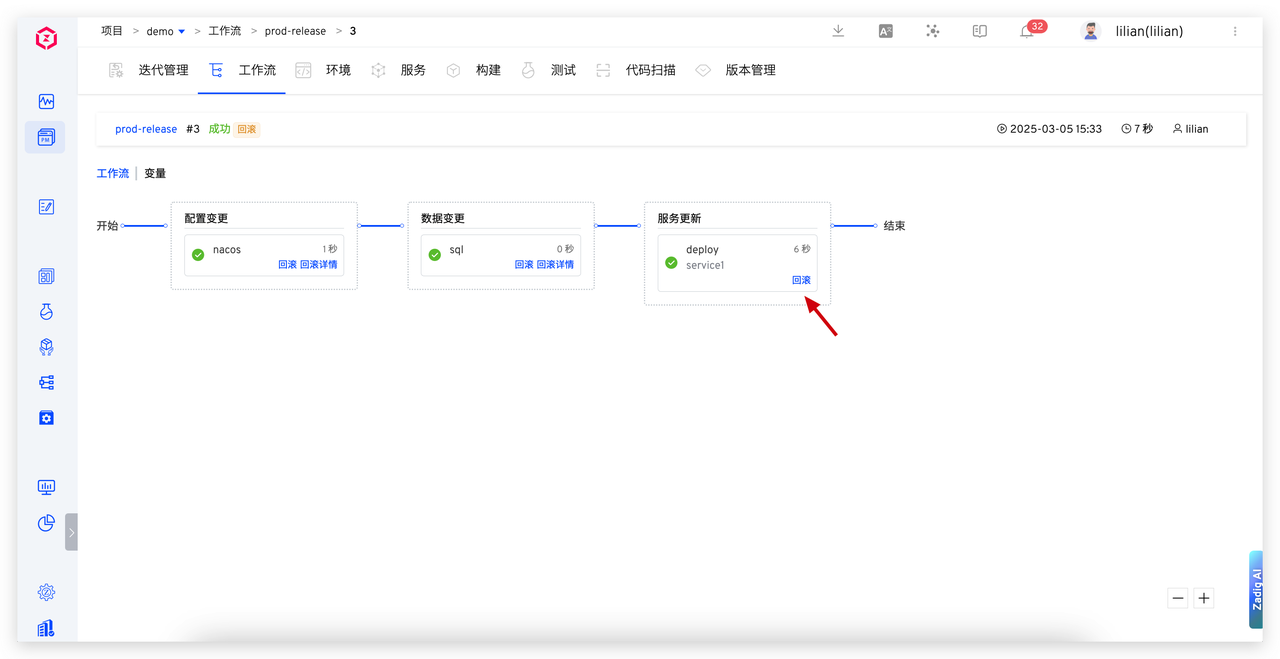 项目 > demo > 工作流 > prod-release > 3
32
lilian(lilian)
迭代管理 工作流 环境 服务 构建 测试 代码扫描 版本管理
prod-release #3 成功 回滚
2025-03-05 15:33 7 秒 lilian
工作流 变量
开始
配置变更
nacos 1 秒
回滚 回滚详情
数据变更
sql 0 秒
回滚 回滚详情
服务更新
deploy 6 秒
service1
回滚
结束
Zadig AI